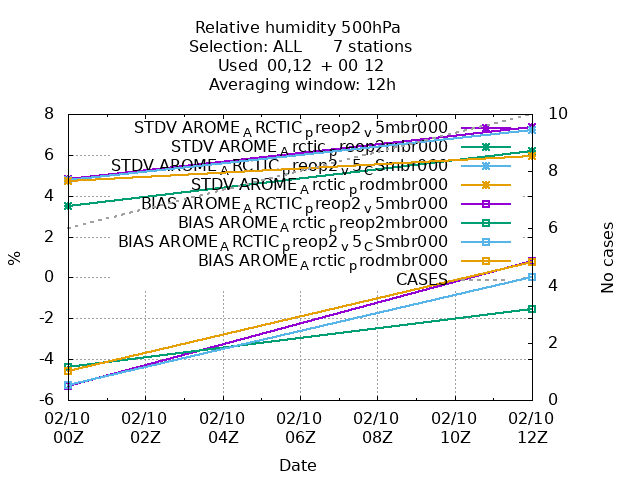 Relative humidity 500hPa
Selection: ALL 7 stations
Used 00,12 + 00 12
Averaging window: 12h
8
6
4
2
0
-2
-4
-6
%
10
8
6
4
2
0
No cases
STDV AROME_A RCTIC_p reop2_v 5mbr000
STDV AROME_A rctic_p reop2mbr000
STDV AROME_A RCTIC_p reop2_v 5_C Smbr000
STDV AROME_A rctic_p rodmbr000
BIAS AROME_A RCTIC_p reop2_v 5mbr000
BIAS AROME_A rctic_p reop2mbr000
BIAS AROME_A RCTIC_p reop2_v 5_C Smbr000
BIAS AROME_A rctic_p rodmbr000
CASES
02/10 02/10 02/10 02/10 02/10 02/10 02/10
00Z 02Z 04Z 06Z 08Z 10Z 12Z
Date